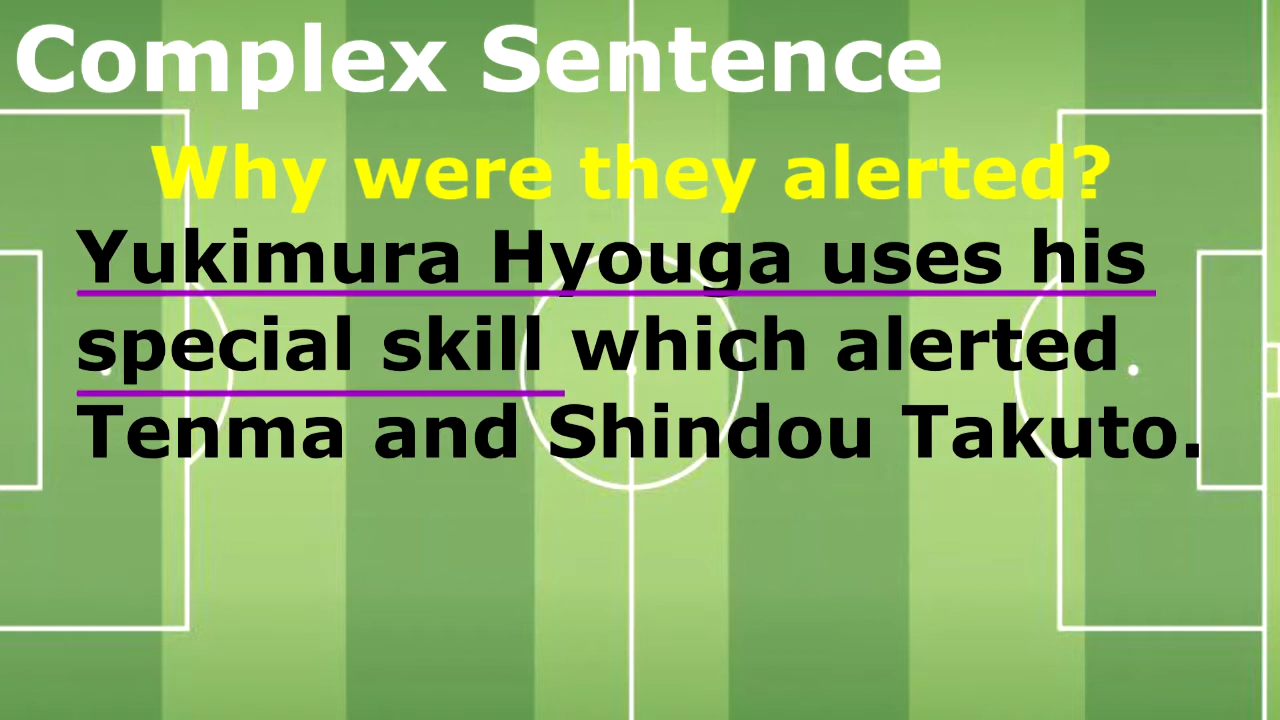 Complex Sentence
Why were they alerted?
Yukimura Hyouga uses his
special skill which alerted
Tenma and Shindou Takuto.